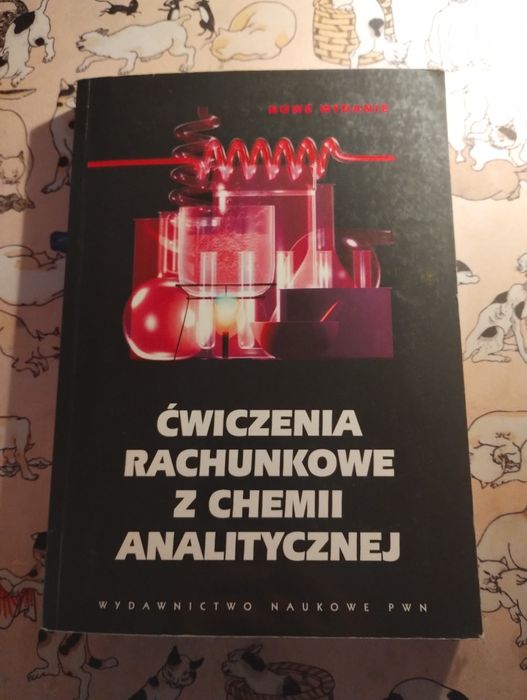 NOWE WYDANIE
ĆWICZENIA
RACHUNKOWE
Z CHEMII
ANALITYCZNEJ
WYDAWNICTWO NAUKOWE PWN